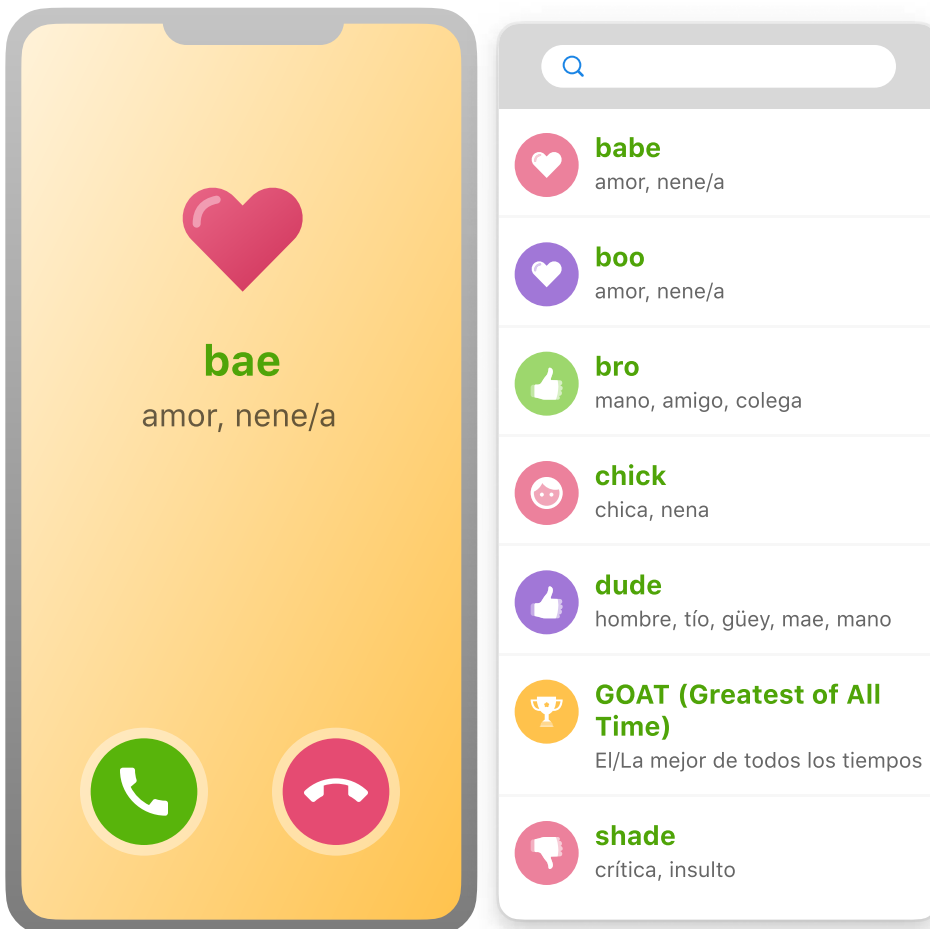 bae
amor, nene/a
babe
amor, nene/a
boo
amor, nene/a
bro
mano, amigo, colega
chick
chica, nena
dude
hombre, tío, güey, mae, mano
GOAT (Greatest of All
Time)
El/La mejor de todos los tiempos
shade
crítica, insulto